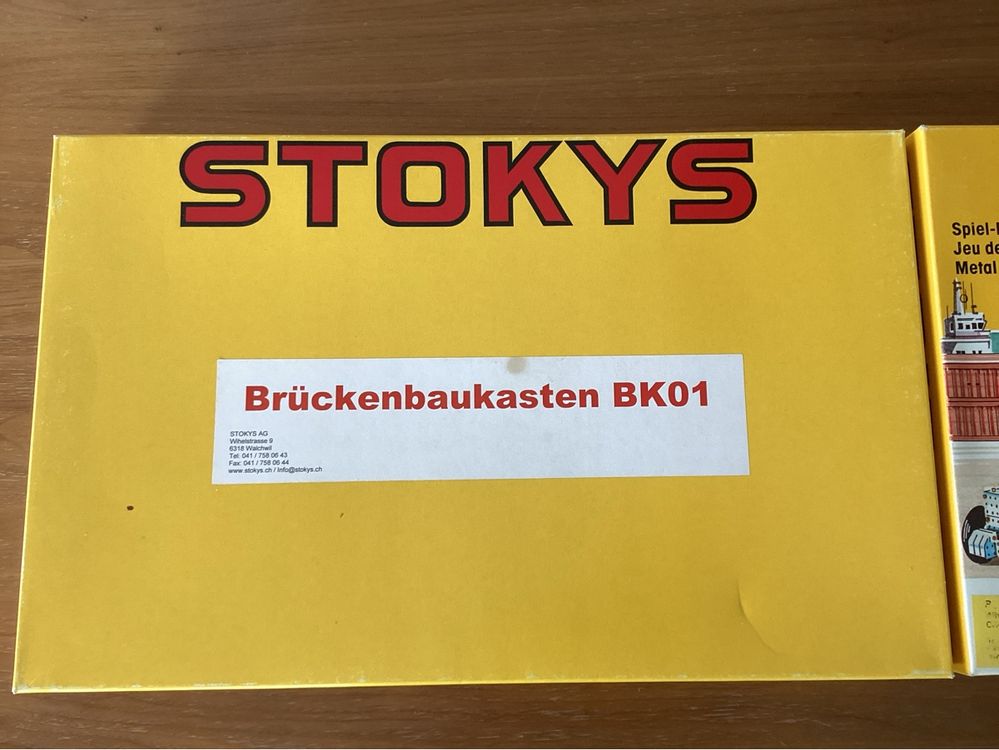 STOKYS
Brückenbaukasten BK01
STOKYS AG
Wihelstrasse 9
6318 Walchwil
Tel: 041 / 758 06 43
Fax: 041 / 758 06 44
www.stokys.ch / Info@stokys.ch
Spiel-
Jeu de
Metal